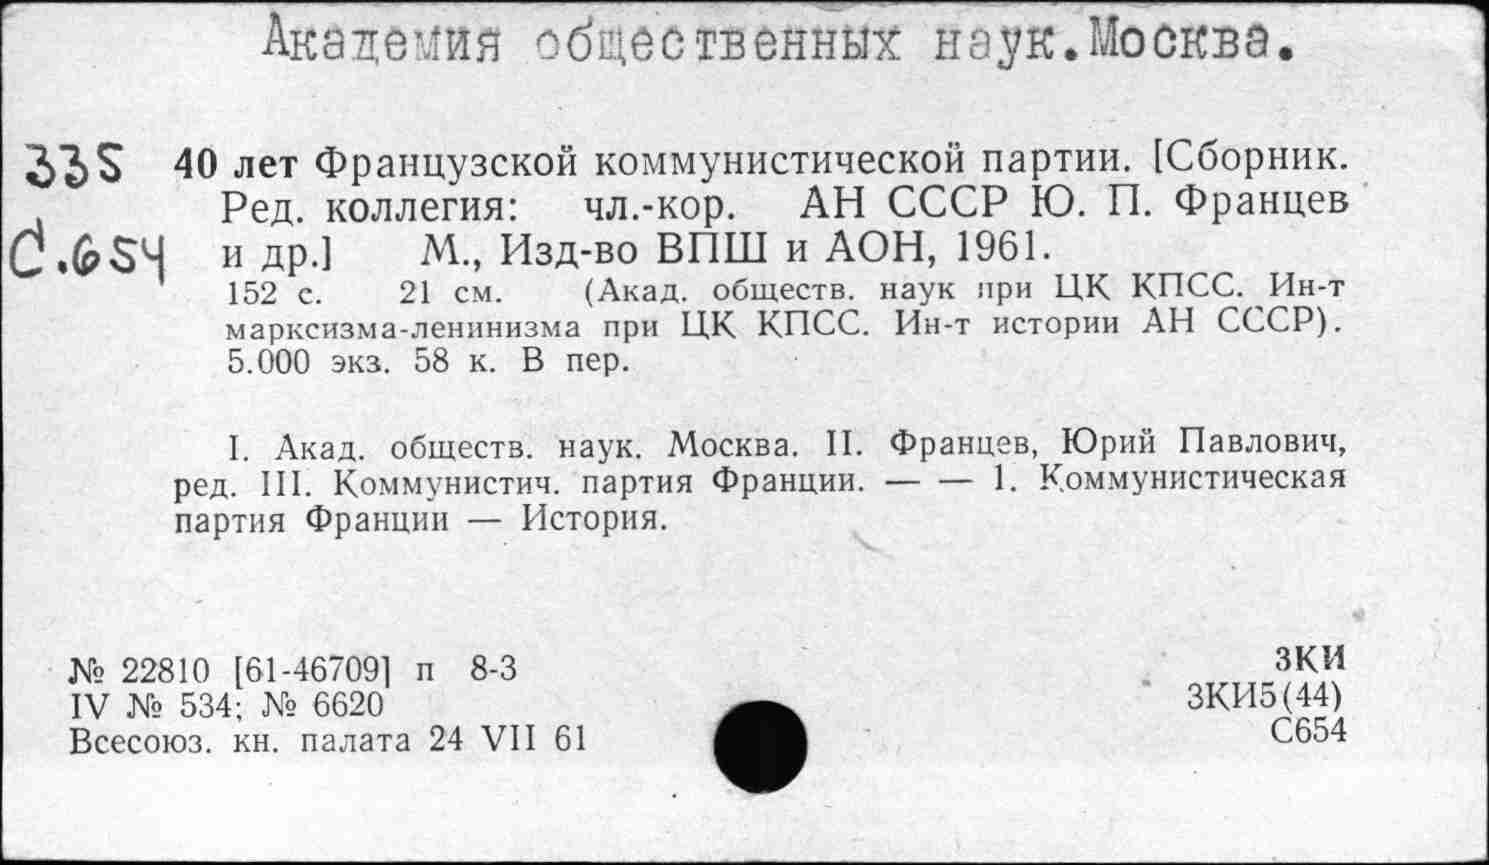 Академия общественных наук.Москва.
335
С.654
40 лет Французской коммунистической партии. [Сборник.
Ред. коллегия: чл.-кор. АН СССР Ю. П. Францев
и др.] М., Изд-во ВПШ и АОН, 1961.
152 с. 21 см. (Акад. обществ. наук при ЦК КПСС. Ин-т
марксизма-ленинизма при ЦК КПСС. Ин-т истории АН СССР).
5.000 экз. 58 к. В пер.
I. Акад. обществ. наук. Москва. II. Францев, Юрий Павлович,
ред. III. Коммунистич. партия Франции. — — 1. Коммунистическая
партия Франции — История.
№ 22810 [61-46709] п 8-3
IV № 534; № 6620
Всесоюз. кн. палата 24 VII 61
ЗКИ
ЗКИ5(44)
С654